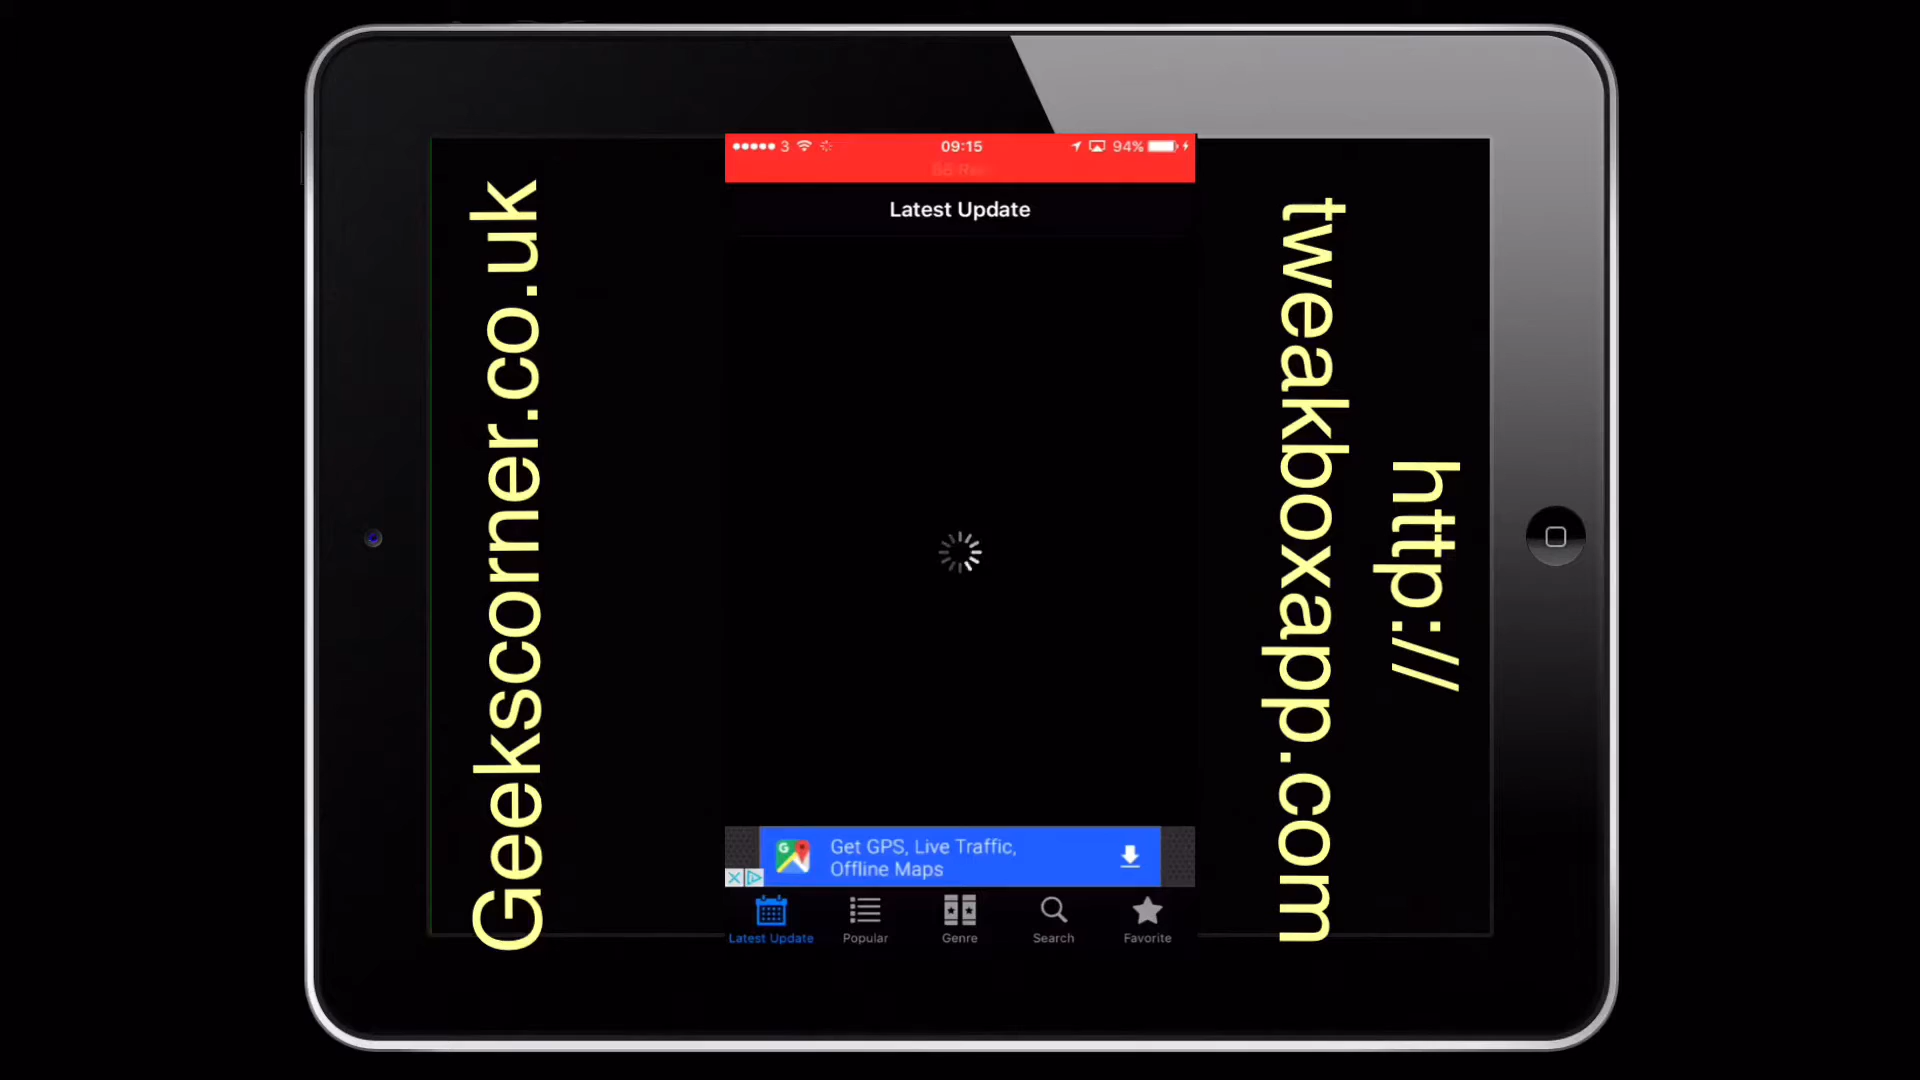 Geekscorner.co.uk
3
09:15
94%
Latest Update
Get GPS, Live Traffic,
Offline Maps
Latest Update
Popular
Genre
Search
Favorite
http://
tweakboxapp.com